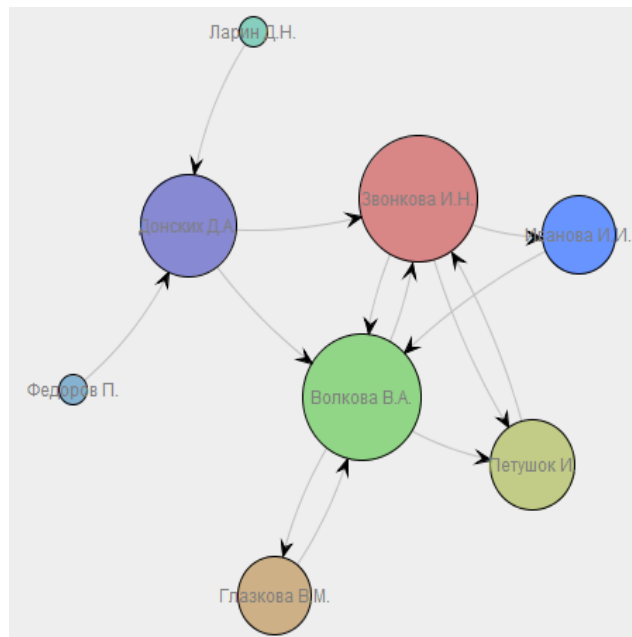 Ларин Д.Н.
Звонкова И.Н.
Донских Д.А.
Иванова И.И.
Федоров П.
Волкова В.А.
Петушок И.
Глазкова В.М.